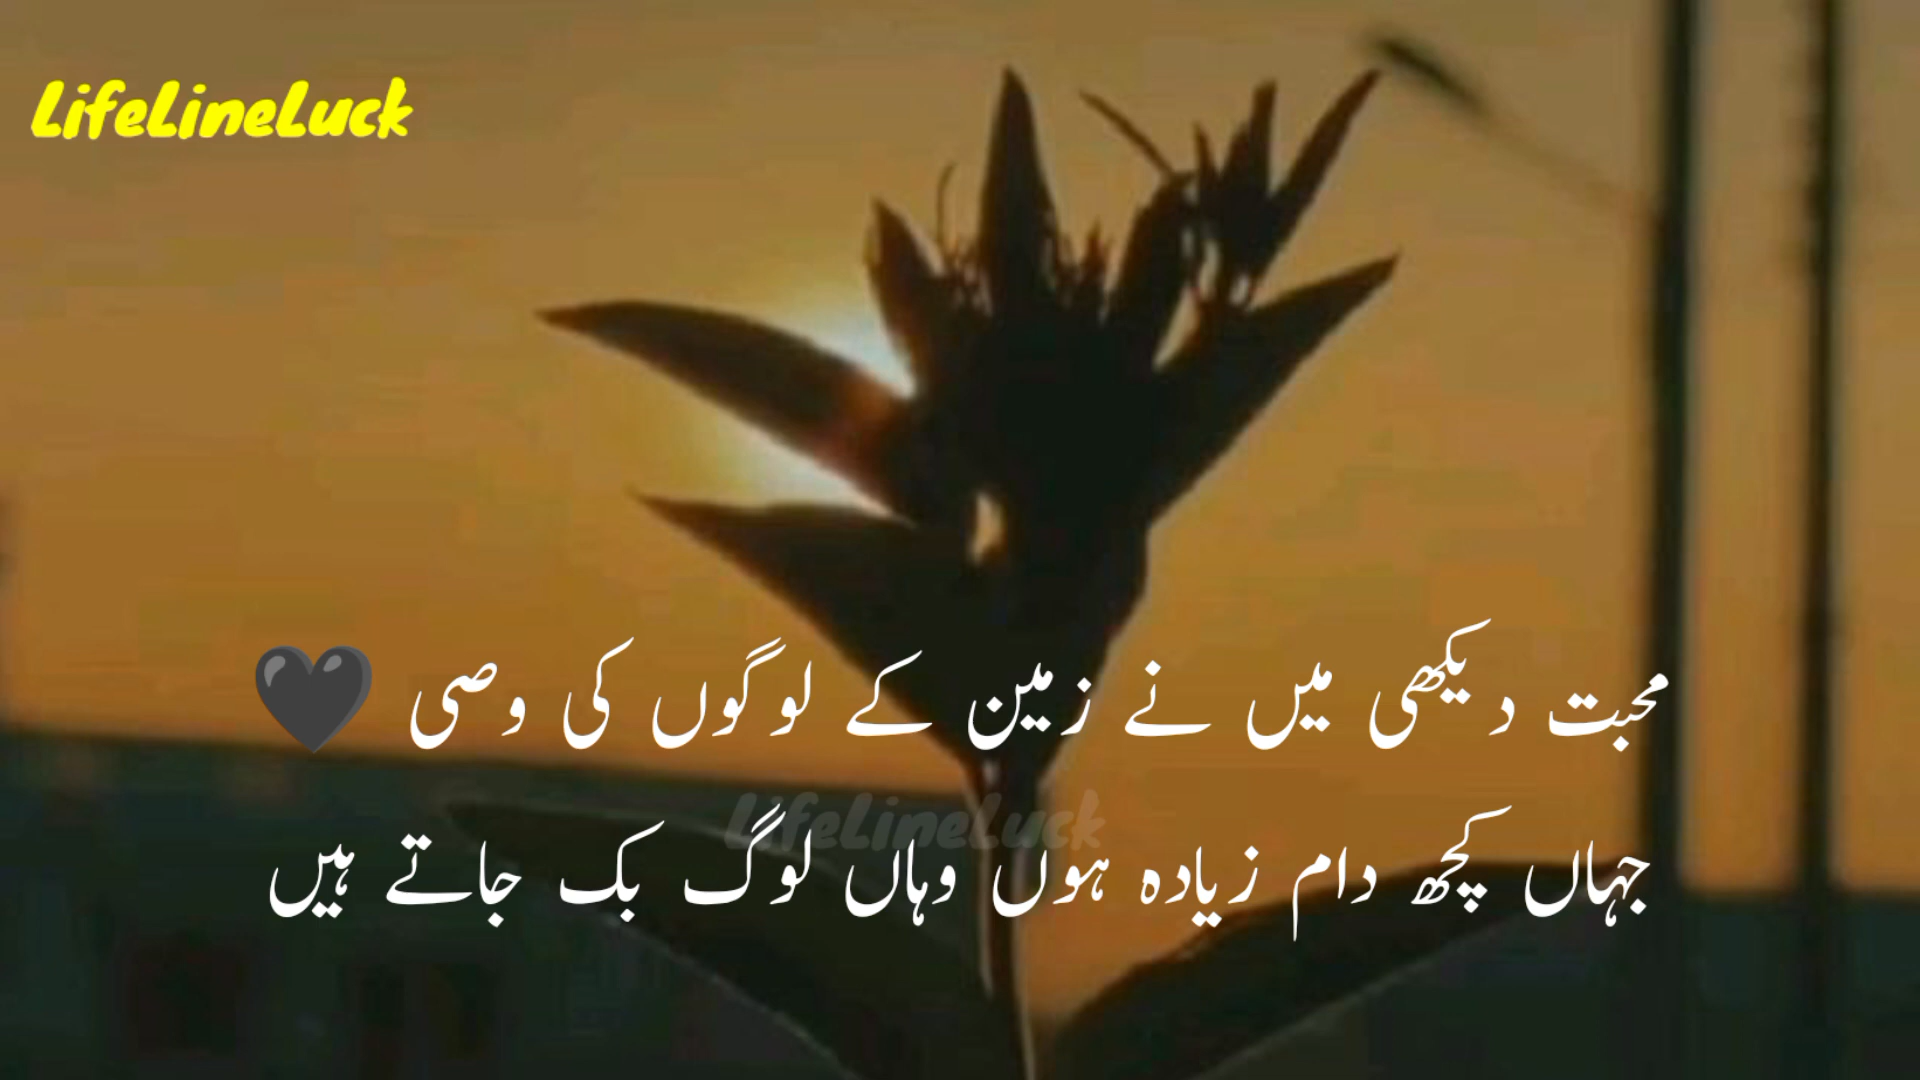 LifeLineLuck
محبت دیکھی میں نے زمین کے لوگوں کی وصی 🖤
LifeLineLuck
جہاں کچھ دام زیادہ ہوں وہاں لوگ بک جاتے ہیں